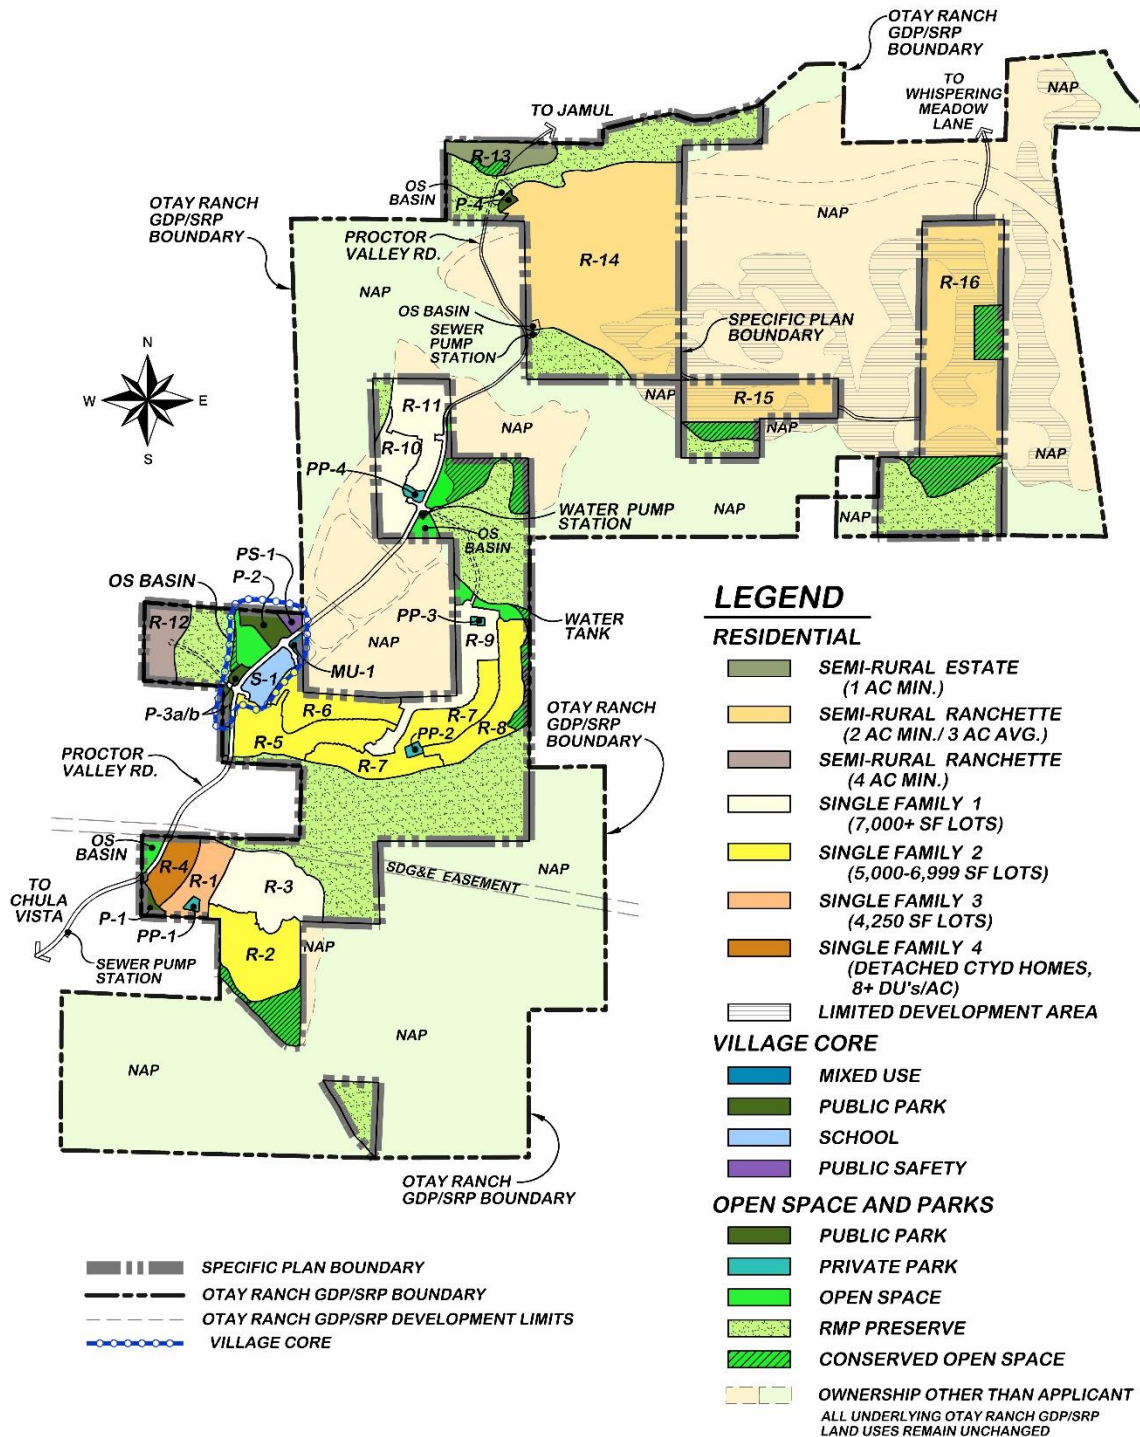 OTAY RANCH
GDP/SRP
BOUNDARY
TO
WHISPERING
MEADOW
LANE
NAP
TO JAMUL
R-13
OS
BASIN
P-4
OTAY RANCH
GDP/SRP
BOUNDARY
PROCTOR
VALLEY RD.
NAP
R-14
NAP
R-16
NAP
OS BASIN
SEWER
PUMP
STATION
SPECIFIC PLAN
BOUNDARY
N
W
E
S
NAP
R-15
NAP
R-11
NAP
R-10
NAP
PP-4
WATER PUMP
STATION
NAP
NAP
NAP
OS
BASIN
PS-1
P-2
OS BASIN
R-12
NAP
PP-3
R-9
WATER
TANK
S-1
MU-1
P-3a/b
R-6
R-7
PP-2
R-8
R-5
R-7
OTAY RANCH
GDP/SRP
BOUNDARY
PROCTOR
VALLEY RD.
OS
BASIN
R-4
R-1
R-3
SDG&E EASEMENT
NAP
TO
CHULA
VISTA
P-1
PP-1
R-2
NAP
SEWER PUMP
STATION
NAP
NAP
OTAY RANCH
GDP/SRP BOUNDARY
SPECIFIC PLAN BOUNDARY
OTAY RANCH GDP/SRP BOUNDARY
OTAY RANCH GDP/SRP DEVELOPMENT LIMITS
VILLAGE CORE
LEGEND
RESIDENTIAL
SEMI-RURAL ESTATE
(1 AC MIN.)
SEMI-RURAL RANCHETTE
(2 AC MIN./ 3 AC AVG.)
SEMI-RURAL RANCHETTE
(4 AC MIN.)
SINGLE FAMILY 1
(7,000+ SF LOTS)
SINGLE FAMILY 2
(5,000-6,999 SF LOTS)
SINGLE FAMILY 3
(4,250 SF LOTS)
SINGLE FAMILY 4
(DETACHED CTYD HOMES,
8+ DU's/AC)
LIMITED DEVELOPMENT AREA
VILLAGE CORE
MIXED USE
PUBLIC PARK
SCHOOL
PUBLIC SAFETY
OPEN SPACE AND PARKS
PUBLIC PARK
PRIVATE PARK
OPEN SPACE
RMP PRESERVE
CONSERVED OPEN SPACE
OWNERSHIP OTHER THAN APPLICANT
ALL UNDERLYING OTAY RANCH GDP/SRP
LAND USES REMAIN UNCHANGED